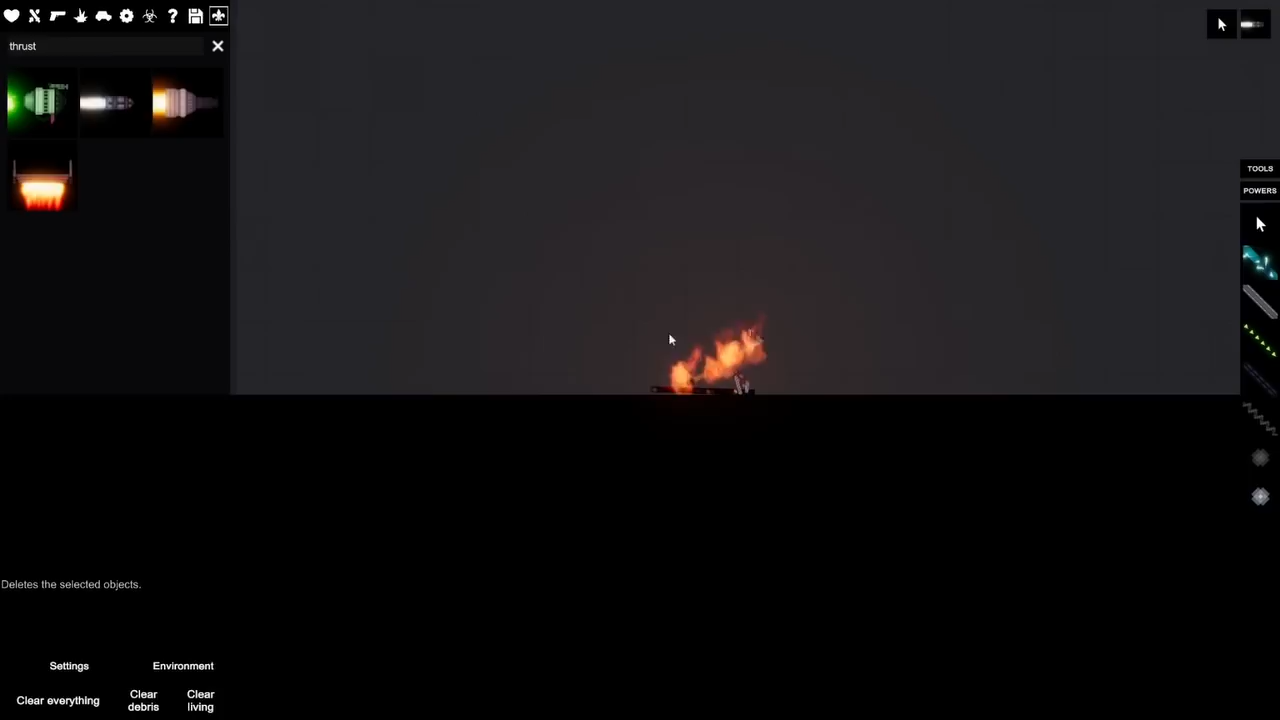 thrust
TOOLS
POWERS
Deletes the selected objects.
Settings
Environment
Clear everything
Clear
debris
Clear
living